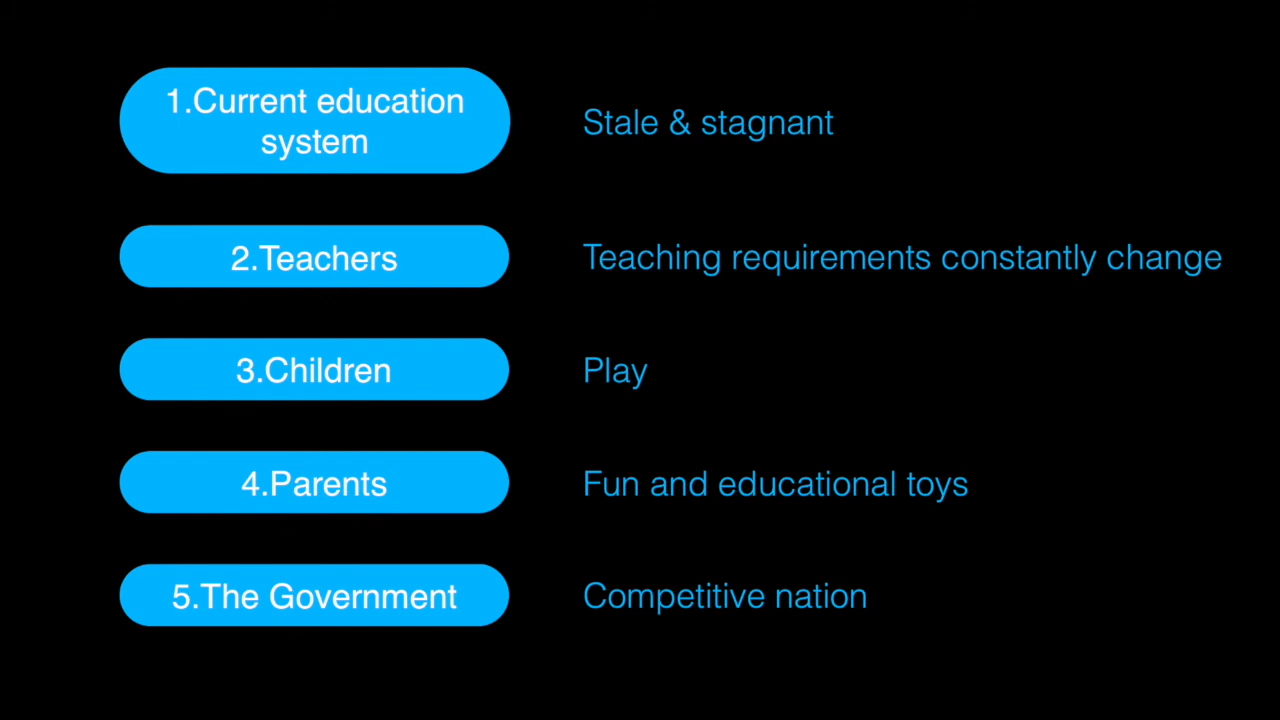 1.Current education
system
Stale & stagnant
2.Teachers
Teaching requirements constantly change
3.Children
Play
4.Parents
Fun and educational toys
5.The Government
Competitive nation